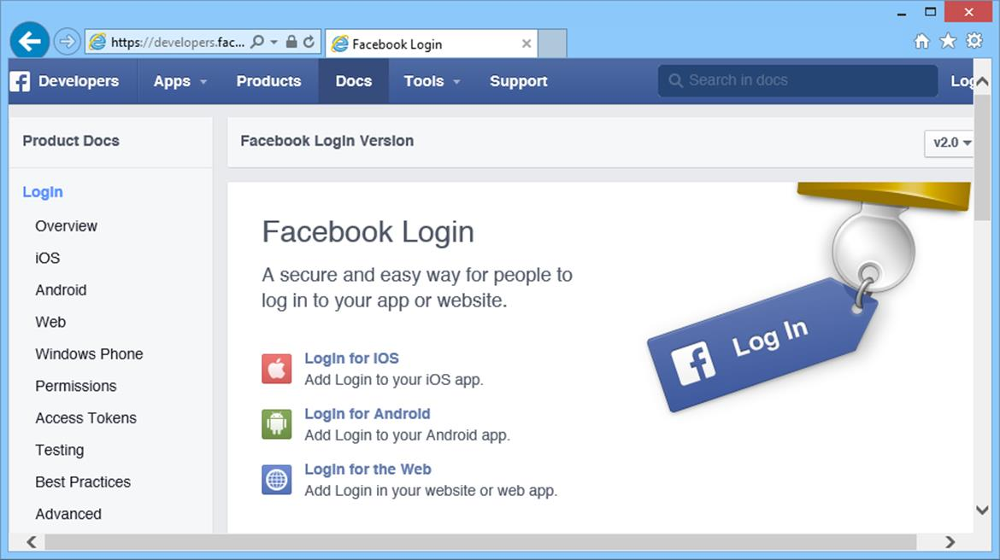 https://developers.fac...
Facebook Login
Developers
Apps
Products
Docs
Tools
Support
Search in docs
Log
Product Docs
Login
Overview
iOS
Android
Web
Windows Phone
Permissions
Access Tokens
Testing
Best Practices
Advanced
Facebook Login Version
v2.0
Facebook Login
A secure and easy way for people to
log in to your app or website.
Login for iOS
Add Login to your iOS app.
Login for Android
Add Login to your Android app.
Login for the Web
Add Login in your website or web app.
Log In